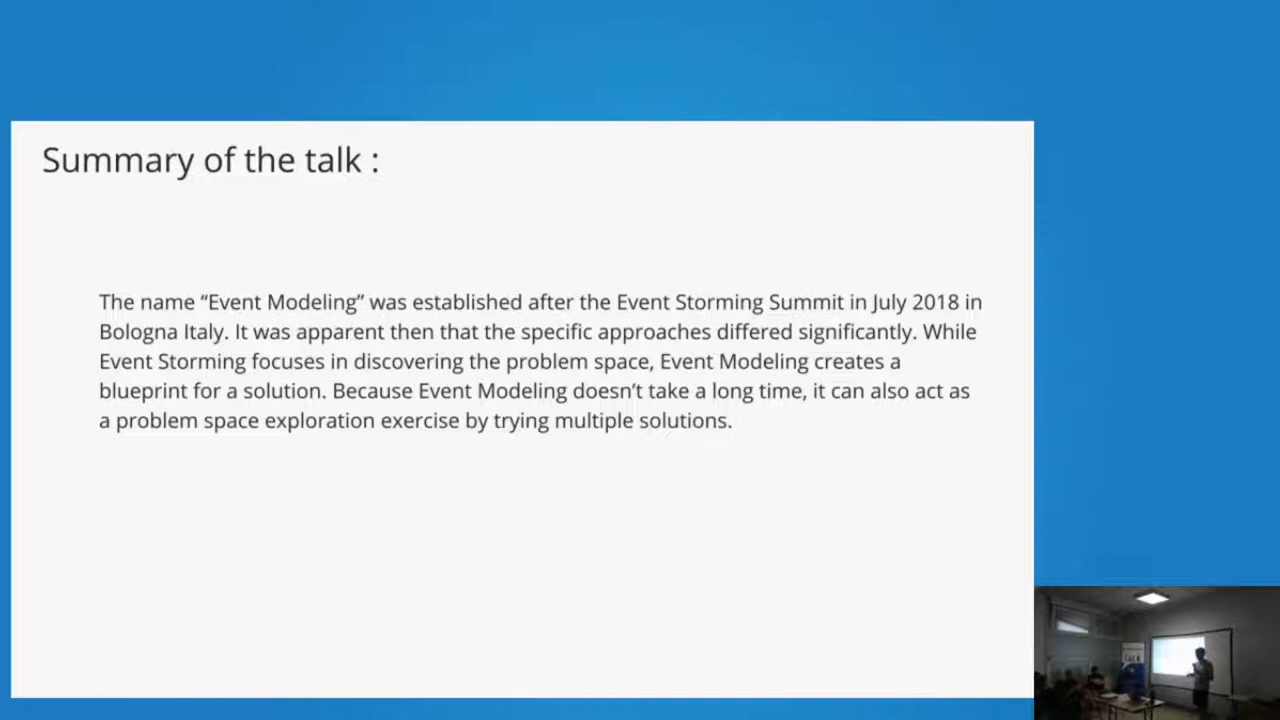 Summary of the talk :
The name “Event Modeling” was established after the Event Storming Summit in July 2018 in
Bologna Italy. It was apparent then that the specific approaches differed significantly. While
Event Storming focuses in discovering the problem space, Event Modeling creates a
blueprint for a solution. Because Event Modeling doesn’t take a long time, it can also act as
a problem space exploration exercise by trying multiple solutions.
TALK